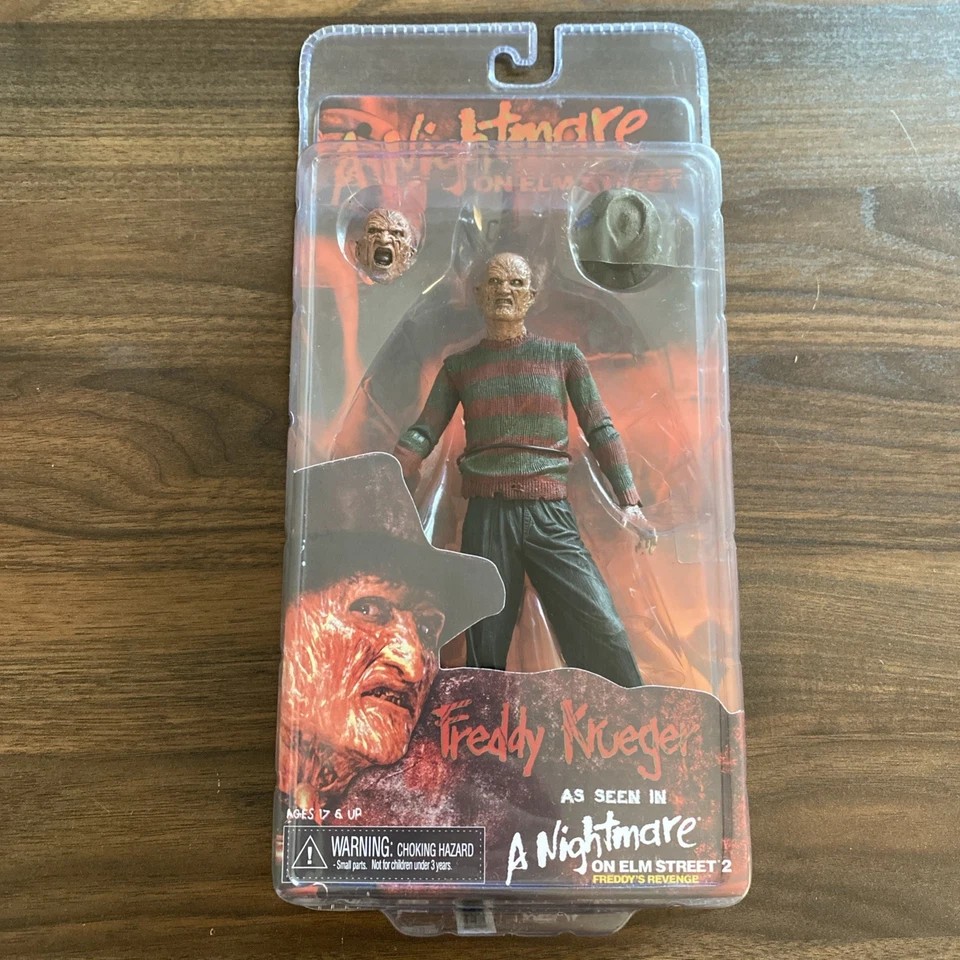 A Nightmare
ON ELM STREET
Freddy Krueger
AS SEEN IN
A Nightmare
ON ELM STREET 2
FREDDY'S REVENGE
AGES 17 & UP
WARNING: CHOKING HAZARD
- Small parts. Not for children under 3 years.